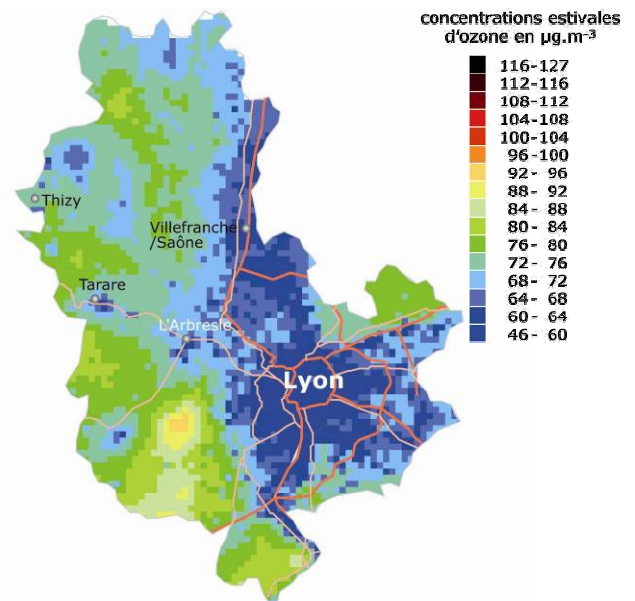 concentrations estivales
d'ozone en µg.m-³
116-127
112-116
108-112
104-108
100-104
96-100
92- 96
88- 92
84- 88
80- 84
76- 80
72- 76
68- 72
64- 68
60- 64
46- 60
Thizy
Villefranche
/Saône
Tarare
L'Arbresle
Lyon